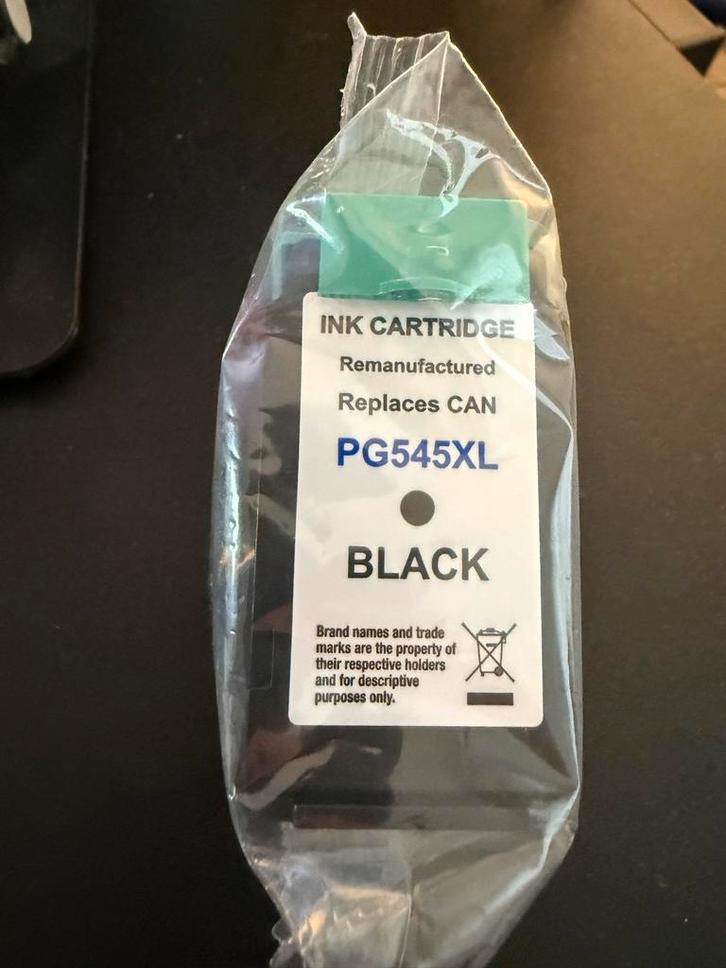 INK CARTRIDGE
Remanufactured
Replaces CAN
PG545XL
BLACK
Brand names and trade
marks are the property of
their respective holders
and for descriptive
purposes only.